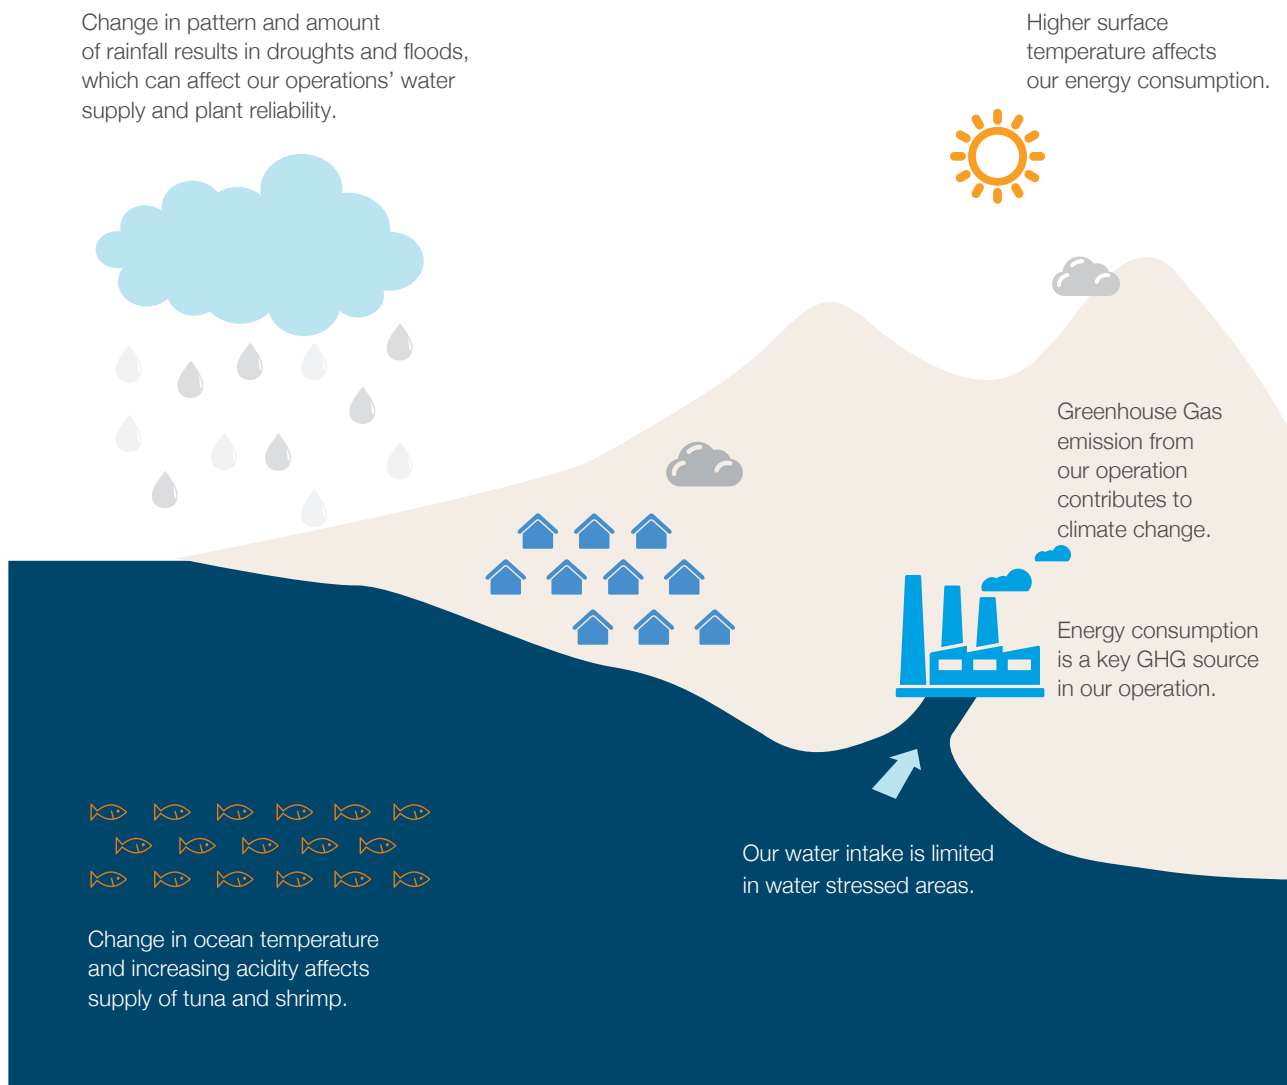 Change in pattern and amount
of rainfall results in droughts and floods,
which can affect our operations’ water
supply and plant reliability.
Higher surface
temperature affects
our energy consumption.
Greenhouse Gas
emission from
our operation
contributes to
climate change.
Energy consumption
is a key GHG source
in our operation.
Our water intake is limited
in water stressed areas.
Change in ocean temperature
and increasing acidity affects
supply of tuna and shrimp.